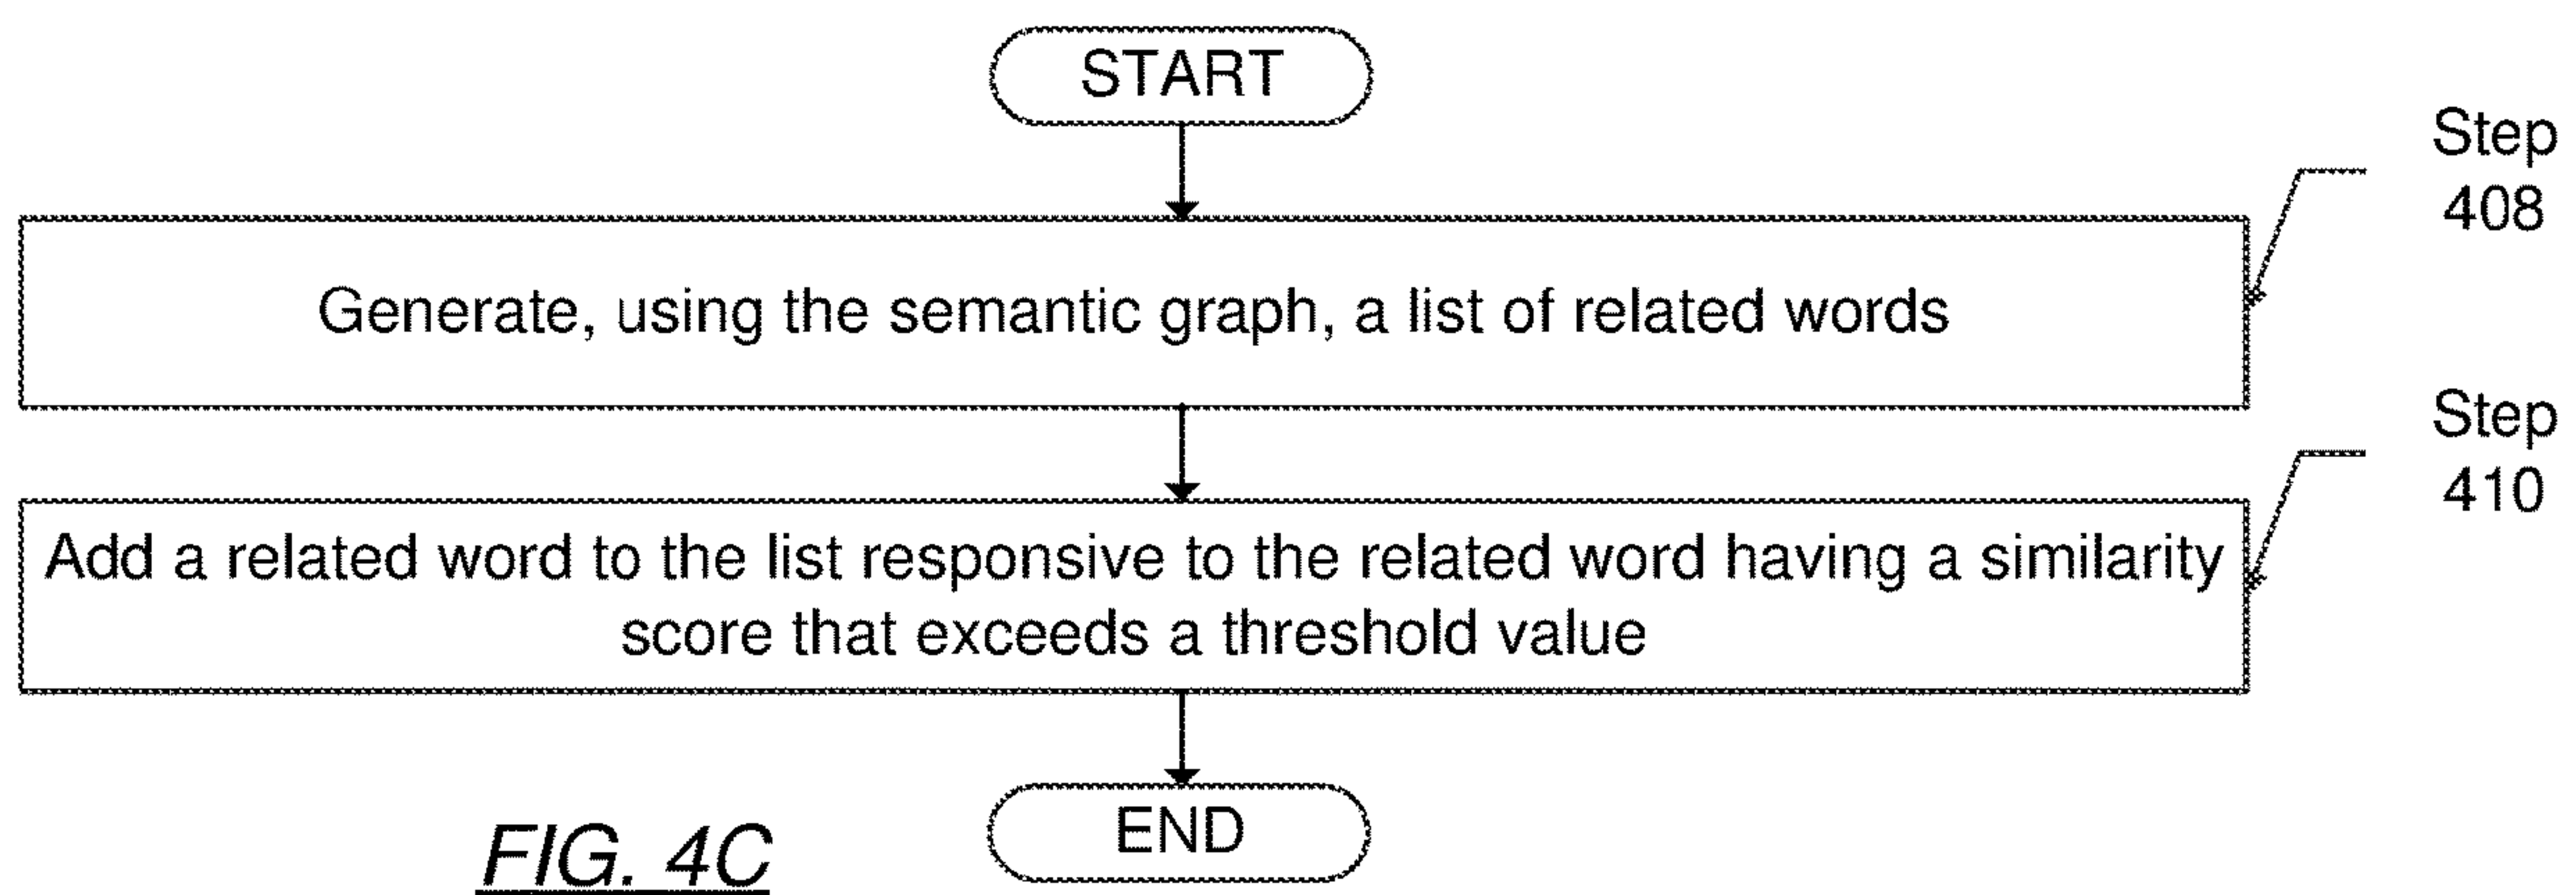 START
Step
408
Generate, using the semantic graph, a list of related words
Step
410
Add a related word to the list responsive to the related word having a similarity
score that exceeds a threshold value
END
FIG. 4C